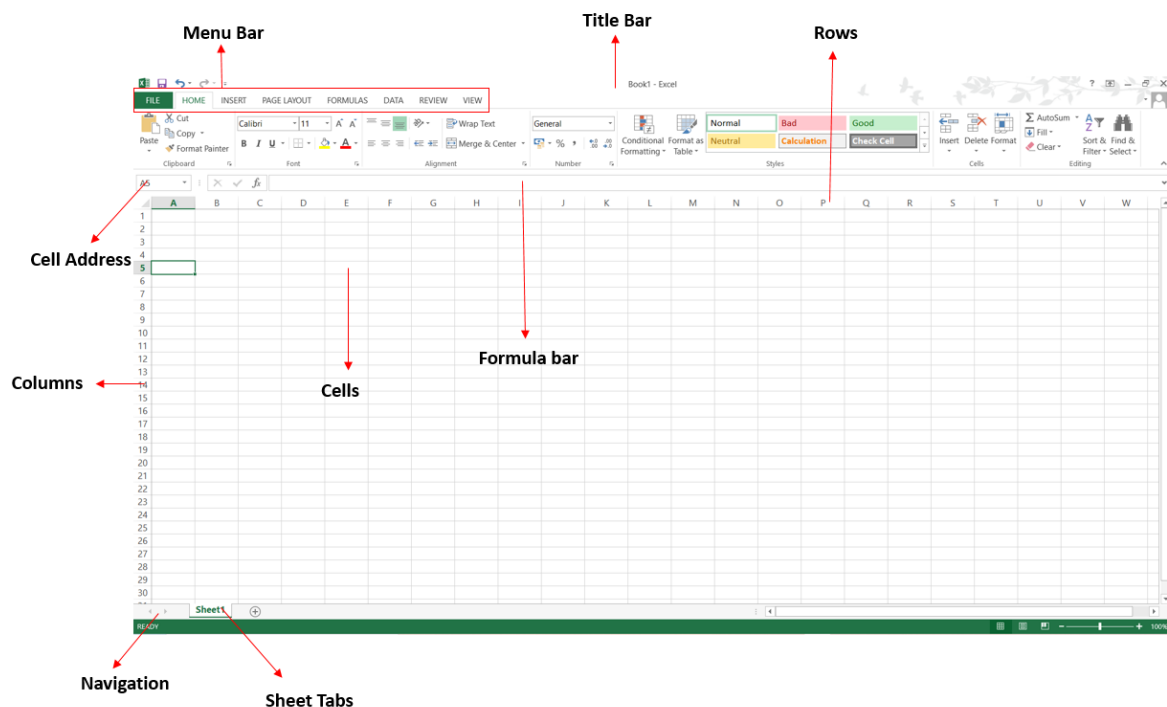 Title Bar
Menu Bar
Rows
Book1 - Excel
?
FILE HOME INSERT PAGE LAYOUT FORMULAS DATA REVIEW VIEW
Cut
Copy
Format Painter
Paste
Calibri 11 A A
B I U A
Wrap Text
Merge & Center
General
% ,
Conditional Formatting
Format as Table
Normal Bad Good
Neutral Calculation Check Cell
Insert Delete Format
AutoSum
Fill
Clear
Sort & Filter
Find & Select
Clipboard Font Alignment Number Styles Cells Editing
A5 fx
A B C D E F G H I J K L M N O P Q R S T U V W
1
2
3
4
Cell Address
5
6
7
8
9
10
11
Formula bar
12
13
Columns
14
Cells
15
16
17
18
19
20
21
22
23
24
25
26
27
28
29
30
Sheet1
READY 100%
Navigation
Sheet Tabs